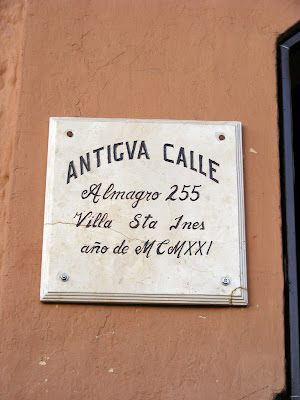 ANTIGVA CALLE
Almagro 255
Villa Sta Ines
año de MCMXXI